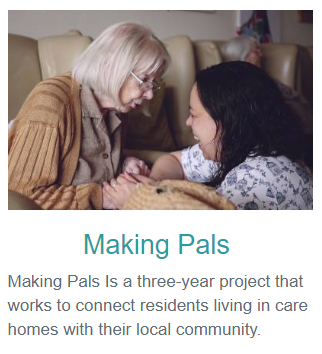 Making Pals
Making Pals Is a three-year project that
works to connect residents living in care
homes with their local community.